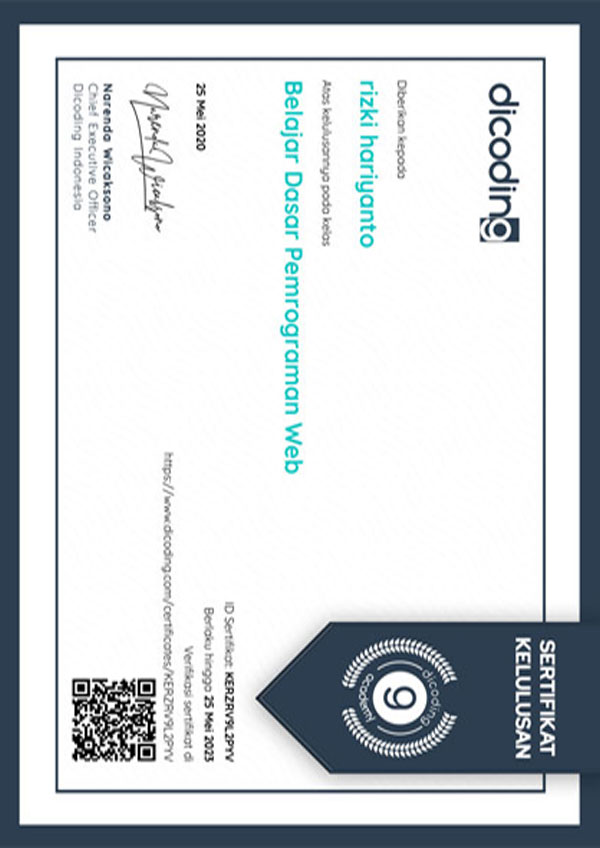 dicoding
SERTIFIKAT
KELULUSAN
Diberikan kepada
rizki hariyanto
Atas kelulusannya pada kelas
Belajar Dasar Pemrograman Web
dicoding
academy
25 Mei 2020
Narenda Wicaksono
Chief Executive Officer
Dicoding Indonesia
ID Sertifikat: KERZRV9L2PYV
Berlaku hingga 25 Mei 2023
Verifikasi sertifikat di
https://www.dicoding.com/certificates/KERZRV9L2PYV